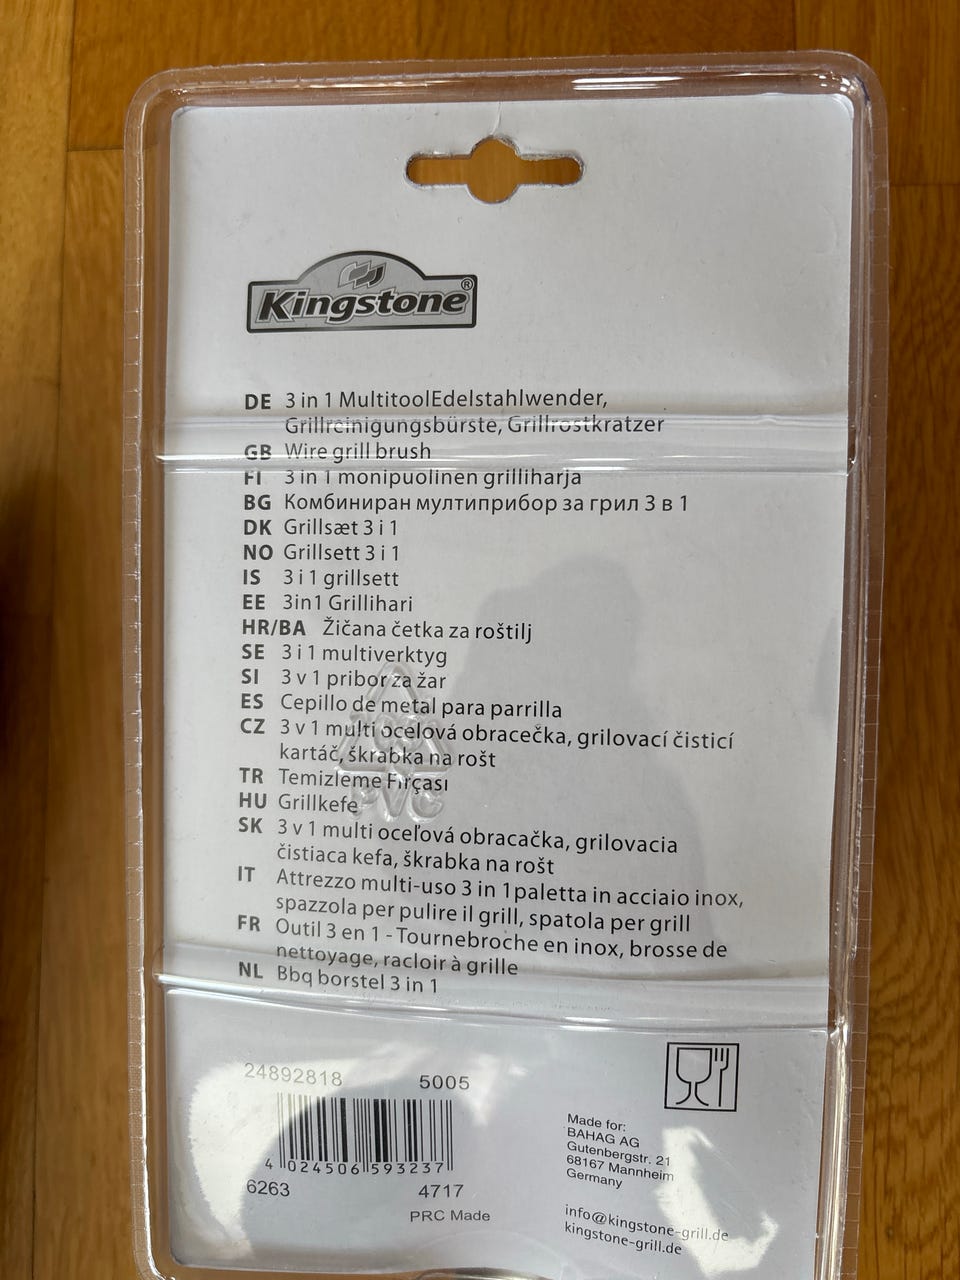 Kingstone®
DE 3 in 1 MultitoolEdelstahlwender,
Grillreinigungsbürste, Grillrostkratzer
GB Wire grill brush
FI 3 in 1 monipuolinen grilliharja
BG Комбиниран мултиприбор за грил 3 в 1
DK Grillsæt 3 i 1
NO Grillsett 3 i 1
IS 3 i 1 grillsett
EE 3in1 Grillihari
HR/BA Žičana četka za roštilj
SE 3 i 1 multiverktyg
SI 3 v 1 pribor za žar
ES Cepillo de metal para parrilla
CZ 3 v 1 multi ocelová obracečka, grilovací čisticí
kartáč, škrabka na rošt
TR Temizleme Fırçası
HU Grillkefe
PVC
SK 3 v 1 multi oceľová obracačka, grilovacia
čistiaca kefa, škrabka na rošt
IT Attrezzo multi-uso 3 in 1paletta in acciaio inox,
spazzola per pulire il grill, spatola per grill
FR Outil 3 en 1 - Tournebroche en inox, brosse de
nettoyage, racloir à grille
NL Bbq borstel 3 in 1
24892818 5005
4 024506 593237
6263 4717
PRC Made
Made for:
BAHAG AG
Gutenbergstr. 21
68167 Mannheim
Germany
info@kingstone-grill.de
kingstone-grill.de